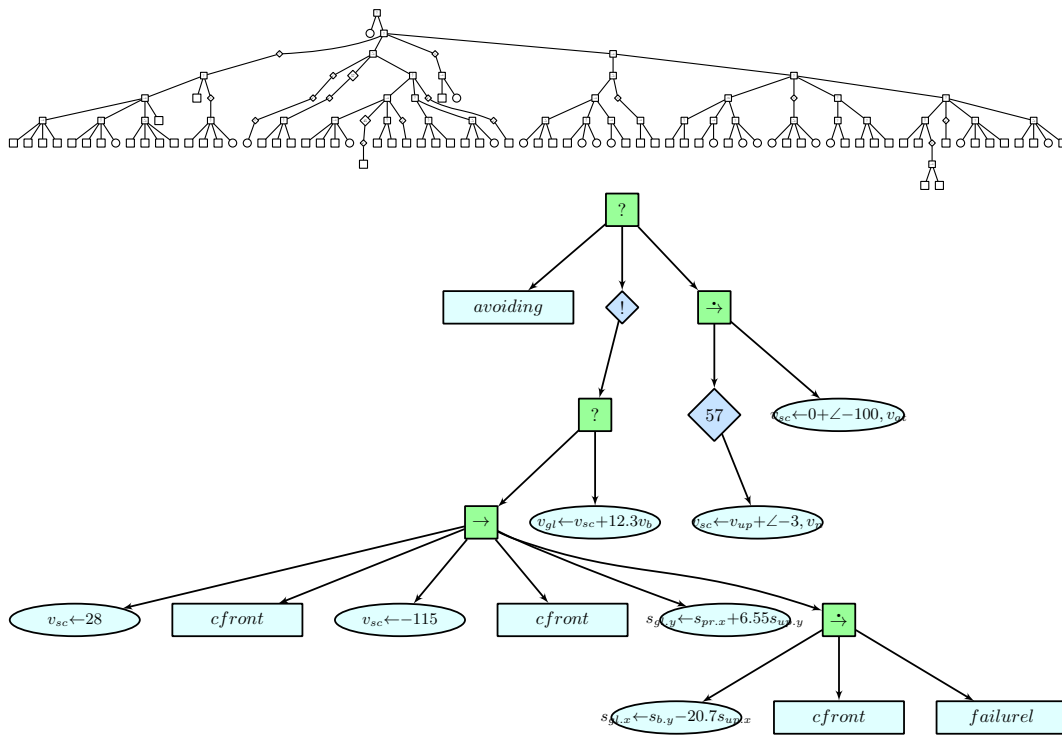 ?
avoiding
!
→̇
?
57
v_sc←0+∠−100, v_at
→
v_gl←v_sc+12.3v_b
v_sc←v_up+∠−3, v_p
v_sc←28
cfront
v_sc←−115
cfront
s_gl.y←s_pr.x+6.55s_up.y
→̇
s_gl.x←s_b.y−20.7s_up.x
cfront
failurel